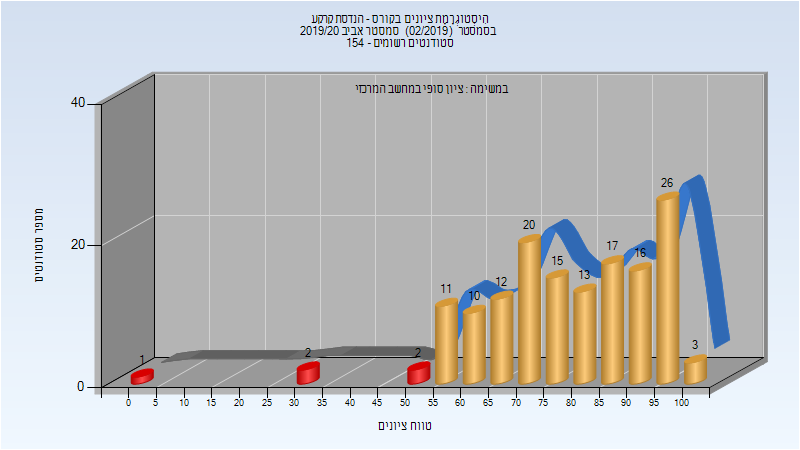 היסטוגרמת ציונים בקורס - הנדסת קרקע
בסמסטר (02/2019) סמסטר אביב 2019/20
סטודנטים רשומים - 154
במשימה : ציון סופי במחשב המרכזי
מספר סטודנטים
40
20
0
1
2
2
11
10
12
20
15
13
17
16
26
3
0 5 10 15 20 25 30 35 40 45 50 55 60 65 70 75 80 85 90 95 100
טווח ציונים